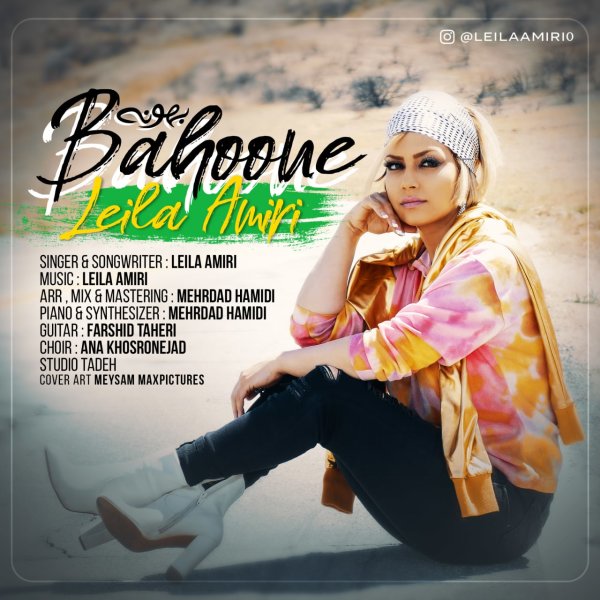 @LEILAAMIRI0
بهونه
Bahoone
Leila Amiri
SINGER & SONGWRITER : LEILA AMIRI
MUSIC : LEILA AMIRI
ARR , MIX & MASTERING : MEHRDAD HAMIDI
PIANO & SYNTHESIZER : MEHRDAD HAMIDI
GUITAR : FARSHID TAHERI
CHOIR : ANA KHOSRONEJAD
STUDIO TADEH
COVER ART MEYSAM MAXPICTURES